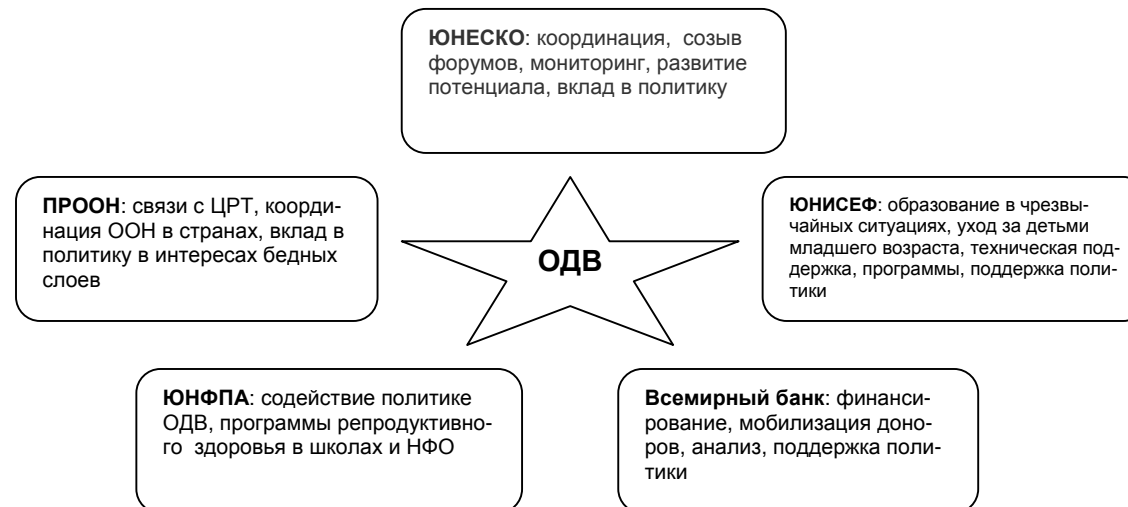 ЮНЕСКО: координация, созыв
форумов, мониторинг, развитие
потенциала, вклад в политику
ПРООН: связи с ЦРТ, коорди-
нация ООН в странах, вклад в
политику в интересах бедных
слоев
ОДВ
ЮНИСЕФ: образование в чрезвы-
чайных ситуациях, уход за детьми
младшего возраста, техническая под-
держка, программы, поддержка поли-
тики
ЮНФПА: содействие политике
ОДВ, программы репродуктивно-
го здоровья в школах и НФО
Всемирный банк: финанси-
рование, мобилизация доно-
ров, анализ, поддержка поли-
тики